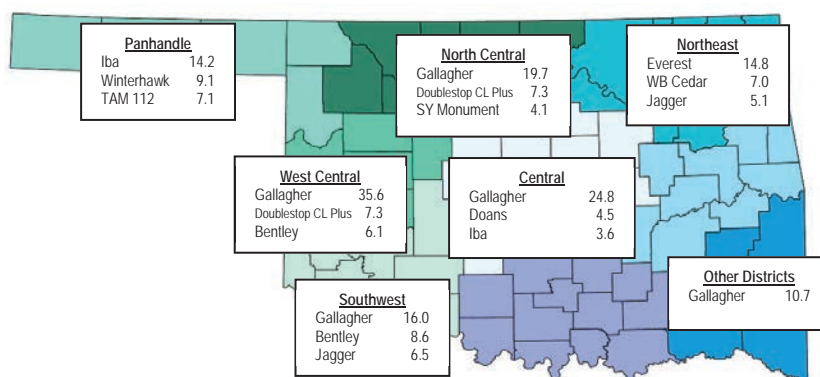 Panhandle
Iba 14.2
Winterhawk 9.1
TAM 112 7.1
North Central
Gallagher 19.7
Doublestop CL Plus 7.3
SY Monument 4.1
Northeast
Everest 14.8
WB Cedar 7.0
Jagger 5.1
West Central
Gallagher 35.6
Doublestop CL Plus 7.3
Bentley 6.1
Central
Gallagher 24.8
Doans 4.5
Iba 3.6
Southwest
Gallagher 16.0
Bentley 8.6
Jagger 6.5
Other Districts
Gallagher 10.7